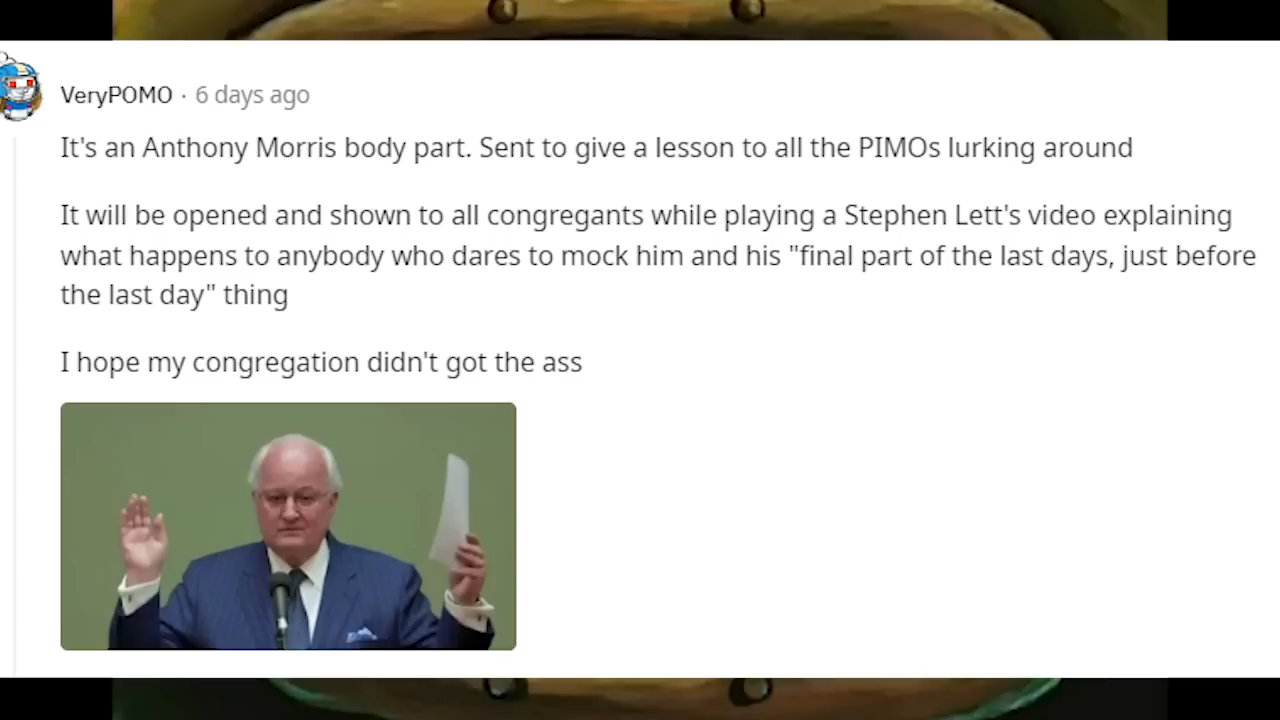 VeryPOMO · 6 days ago
It's an Anthony Morris body part. Sent to give a lesson to all the PIMOs lurking around
It will be opened and shown to all congregants while playing a Stephen Lett's video explaining
what happens to anybody who dares to mock him and his "final part of the last days, just before
the last day" thing
I hope my congregation didn't got the ass